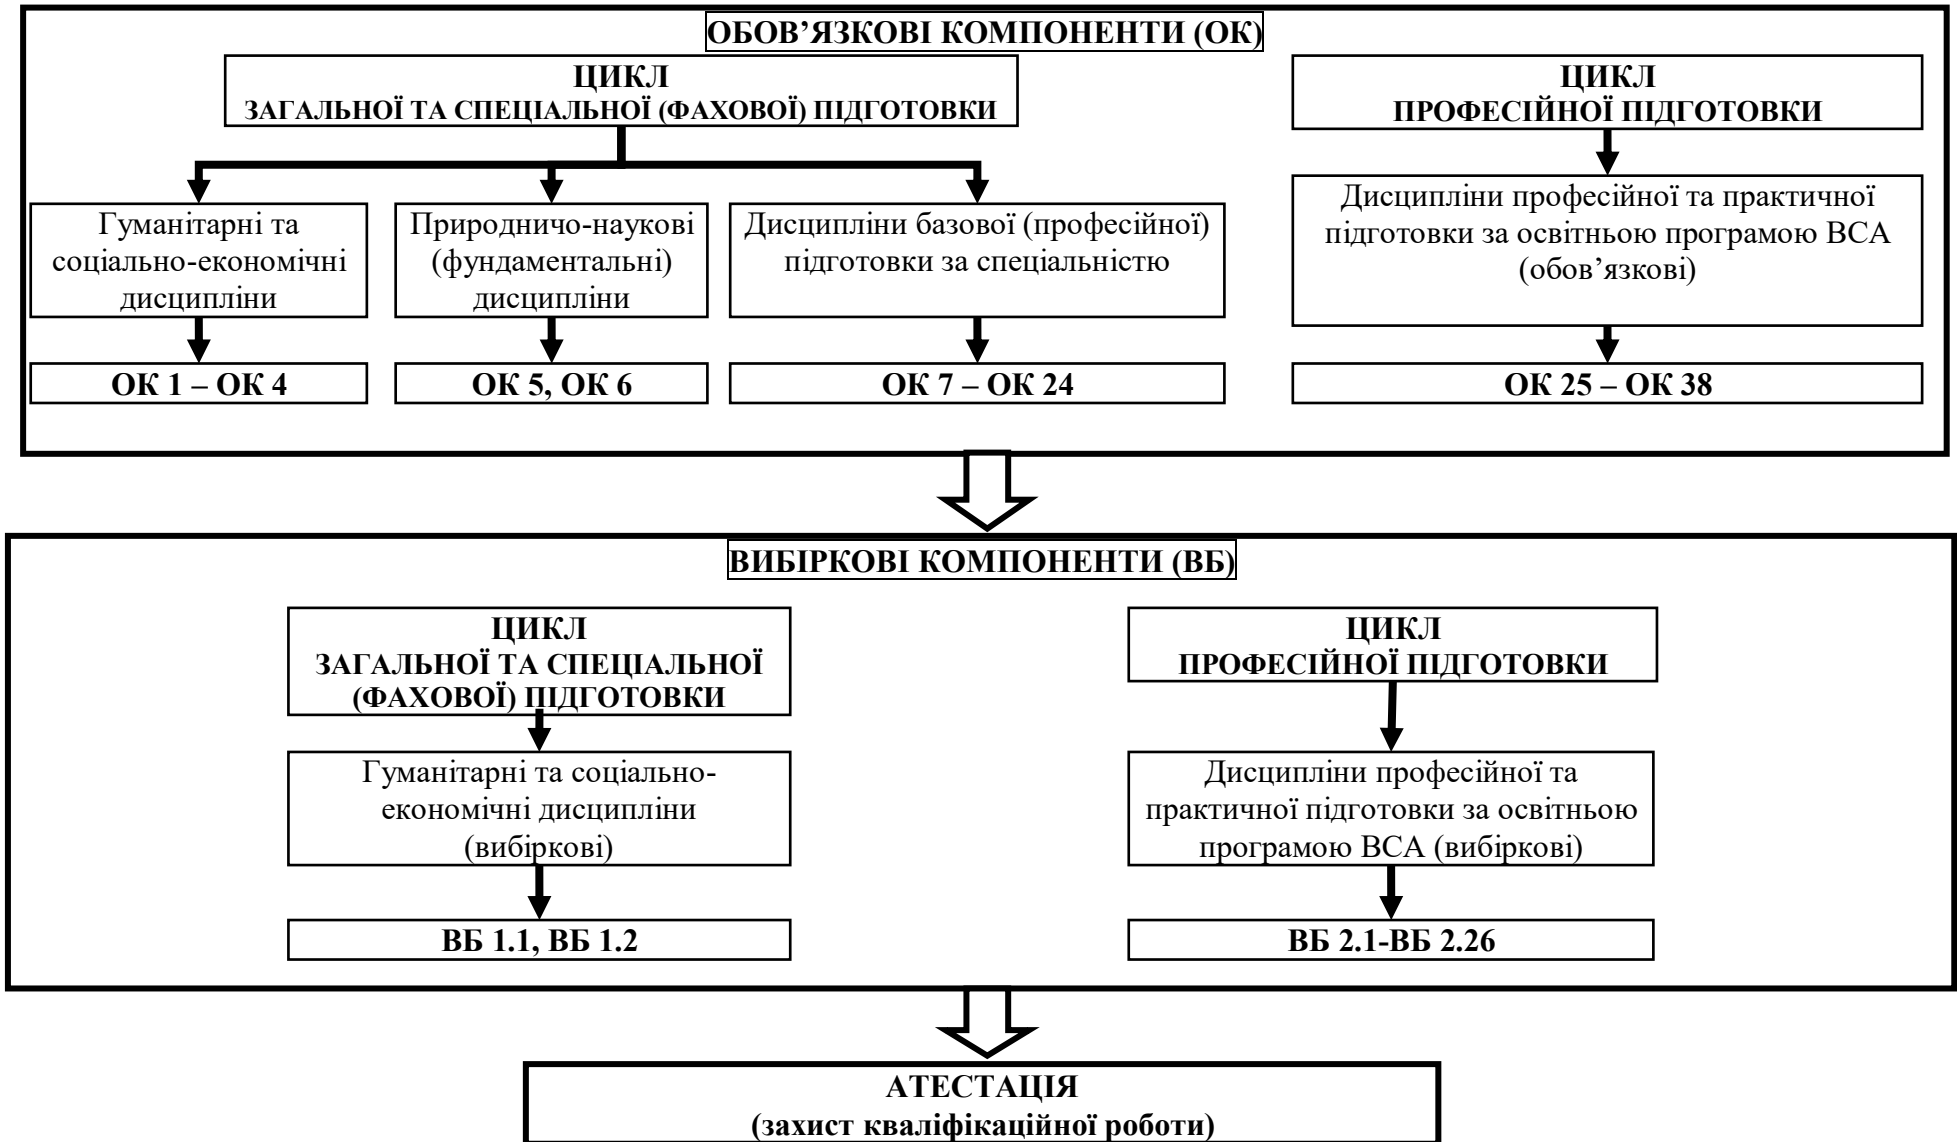 ОБОВ’ЯЗКОВІ КОМПОНЕНТИ (ОК)
ЦИКЛ
ЗАГАЛЬНОЇ ТА СПЕЦІАЛЬНОЇ (ФАХОВОЇ) ПІДГОТОВКИ
ЦИКЛ
ПРОФЕСІЙНОЇ ПІДГОТОВКИ
Гуманітарні та
соціально-економічні
дисципліни
Природничо-наукові
(фундаментальні)
дисципліни
Дисципліни базової (професійної)
підготовки за спеціальністю
Дисципліни професійної та практичної
підготовки за освітньою програмою ВСА
(обов’язкові)
ОК 1 – ОК 4
ОК 5, ОК 6
ОК 7 – ОК 24
ОК 25 – ОК 38
ВИБІРКОВІ КОМПОНЕНТИ (ВБ)
ЦИКЛ
ЗАГАЛЬНОЇ ТА СПЕЦІАЛЬНОЇ
(ФАХОВОЇ) ПІДГОТОВКИ
ЦИКЛ
ПРОФЕСІЙНОЇ ПІДГОТОВКИ
Гуманітарні та соціально-
економічні дисципліни
(вибіркові)
Дисципліни професійної та
практичної підготовки за освітньою
програмою ВСА (вибіркові)
ВБ 1.1, ВБ 1.2
ВБ 2.1-ВБ 2.26
АТЕСТАЦІЯ
(захист кваліфікаційної роботи)